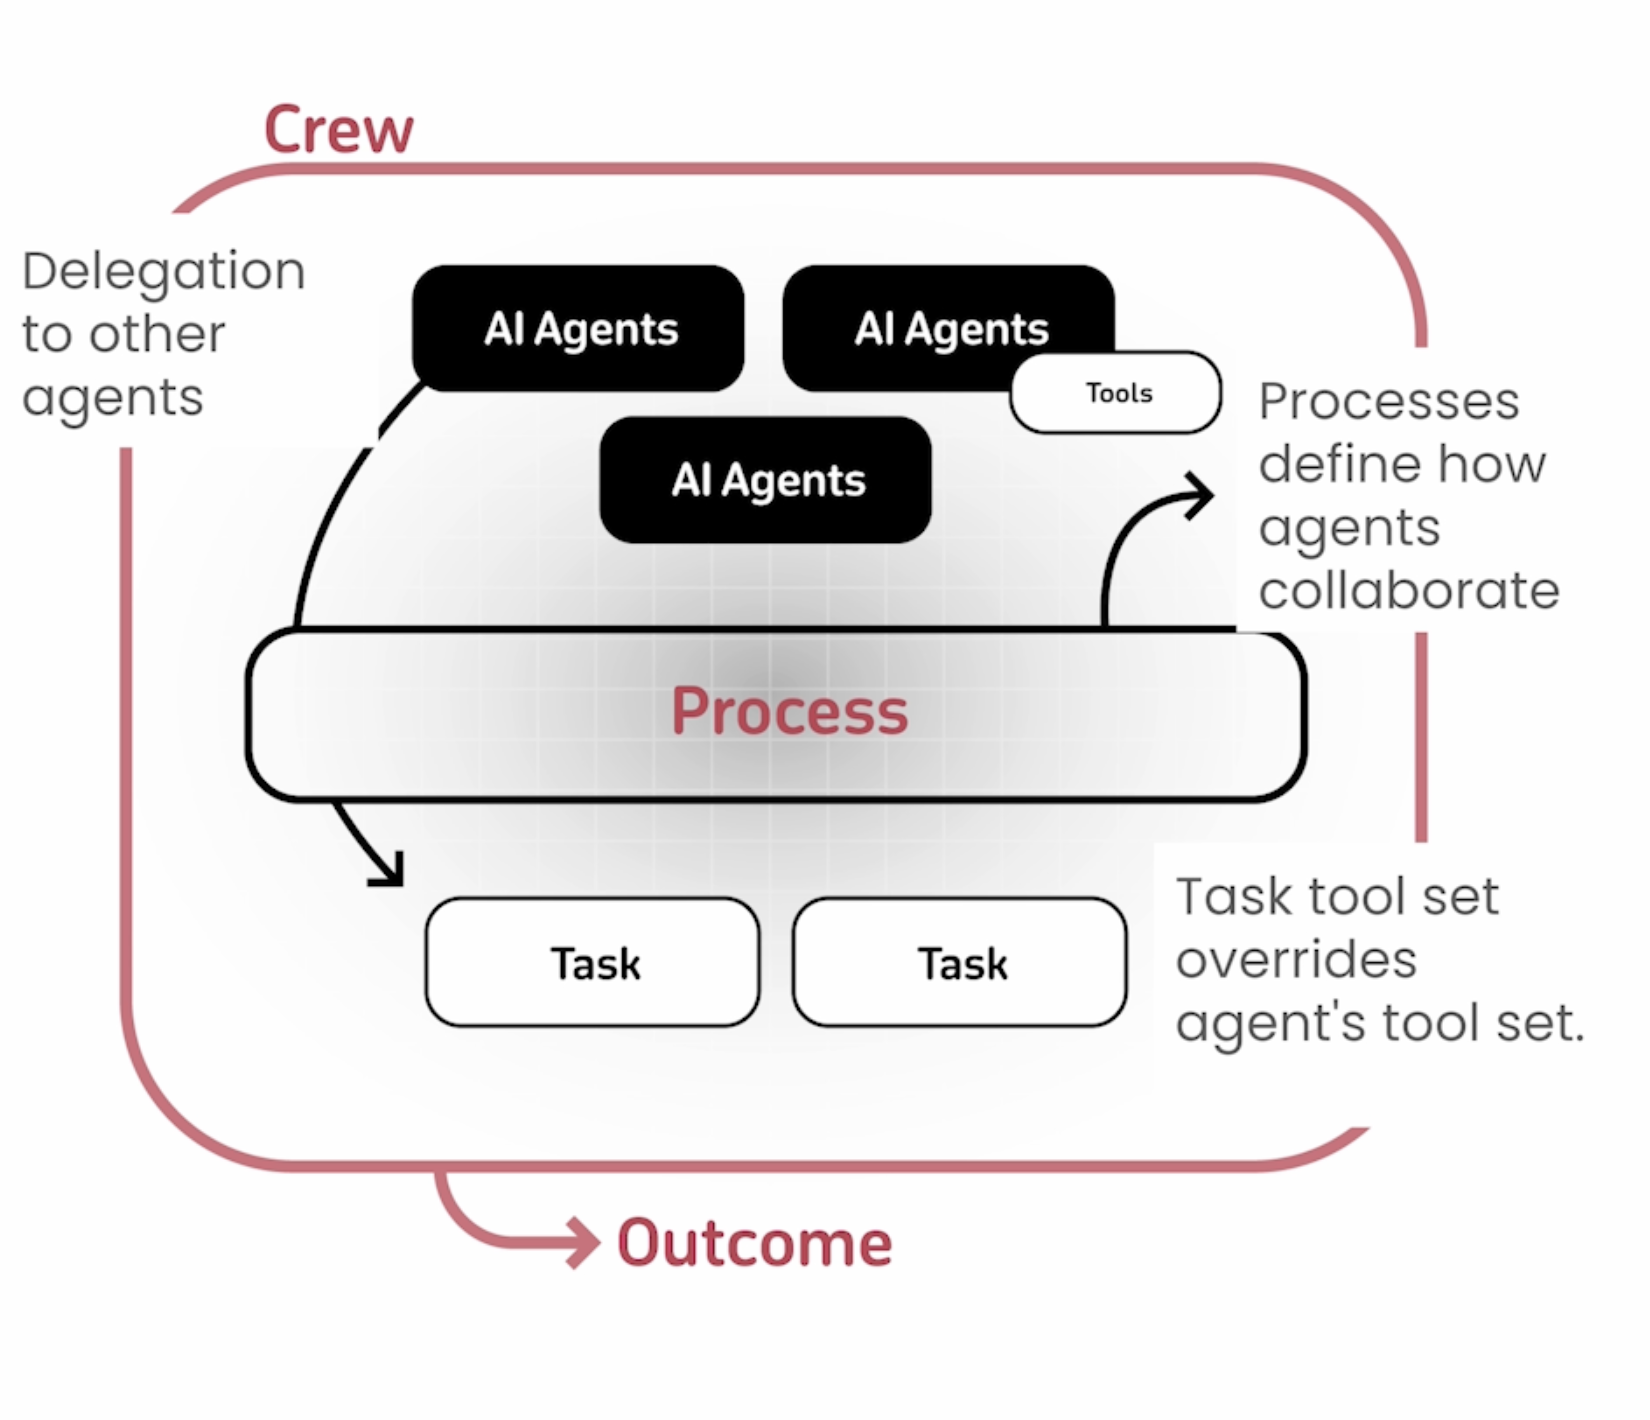 Crew
Delegation
to other
agents
AI Agents
AI Agents
Tools
AI Agents
Processes
define how
agents
collaborate
Process
Task
Task
Task tool set
overrides
agent's tool set.
Outcome